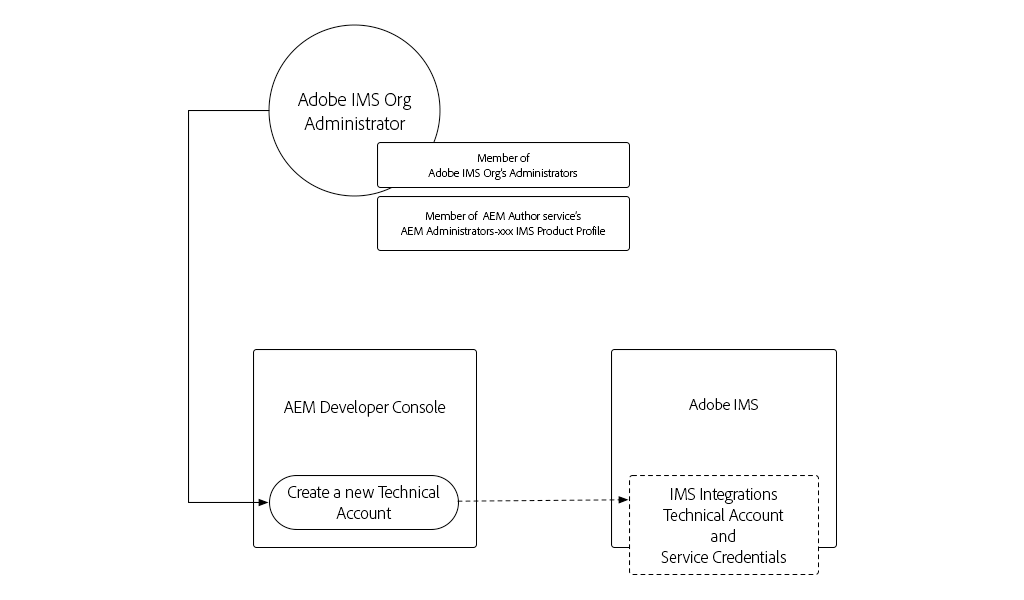 Adobe IMS Org
Administrator
Member of
Adobe IMS Org's Administrators
Member of AEM Author service's
AEM Administrators-xxx IMS Product Profile
AEM Developer Console
Adobe IMS
Create a new Technical
Account
IMS Integrations
Technical Account
and
Service Credentials